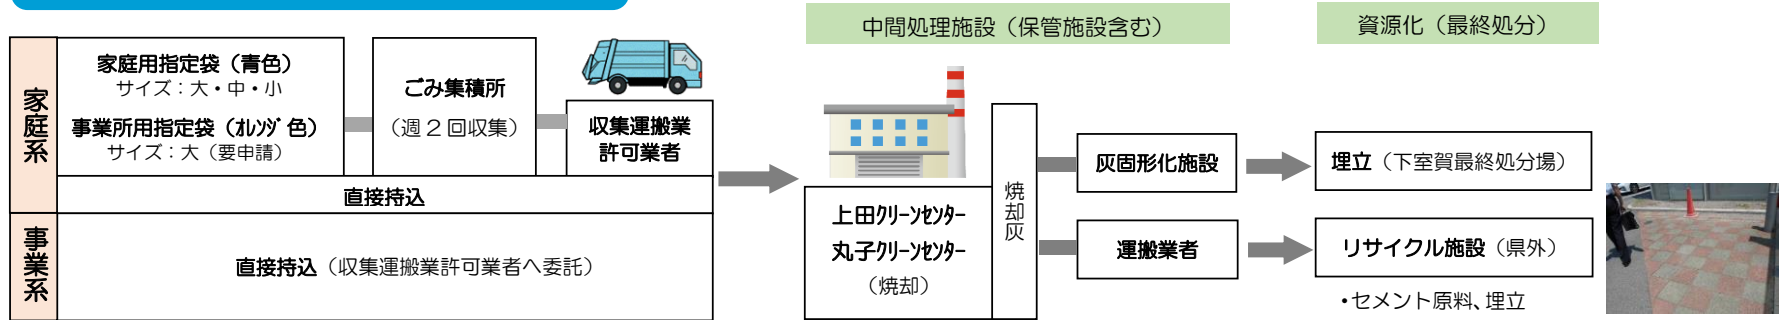 中間処理施設（保管施設含む）
資源化（最終処分）
家庭系
家庭用指定袋（青色）
サイズ：大・中・小
事業所用指定袋（ｵﾚﾝｼﾞ色）
サイズ：大（要申請）
ごみ集積所
（週２回収集）
収集運搬業
許可業者
直接持込
事業系
直接持込（収集運搬業許可業者へ委託）
上田ｸﾘｰﾝｾﾝﾀｰ
丸子ｸﾘｰﾝｾﾝﾀｰ
（焼却）
焼却灰
灰固形化施設
埋立（下室賀最終処分場）
運搬業者
リサイクル施設（県外）
・セメント原料、埋立